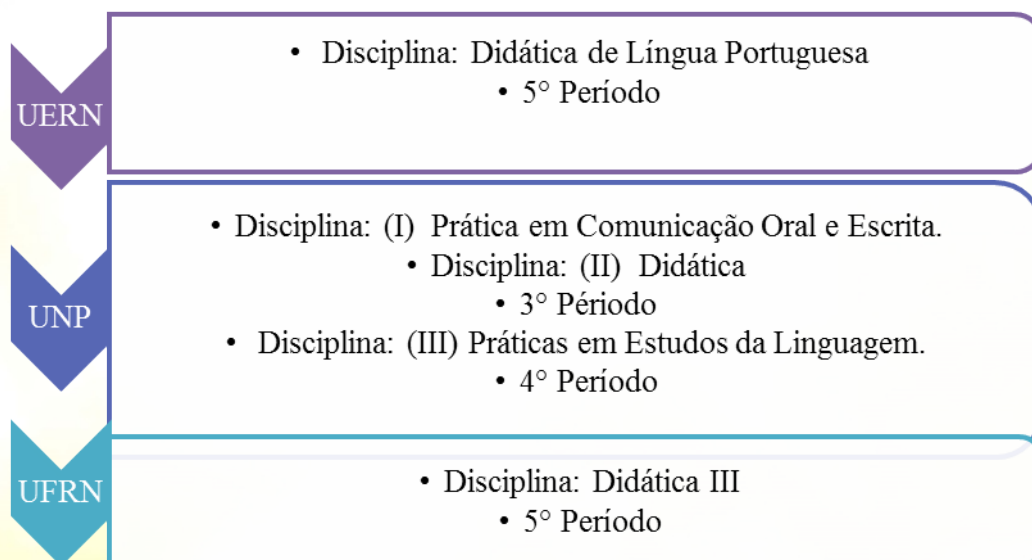 UERN
• Disciplina: Didática de Língua Portuguesa
• 5° Período
UNP
• Disciplina: (I) Prática em Comunicação Oral e Escrita.
• Disciplina: (II) Didática
• 3° Périodo
• Disciplina: (III) Práticas em Estudos da Linguagem.
• 4° Período
UFRN
• Disciplina: Didática III
• 5° Período